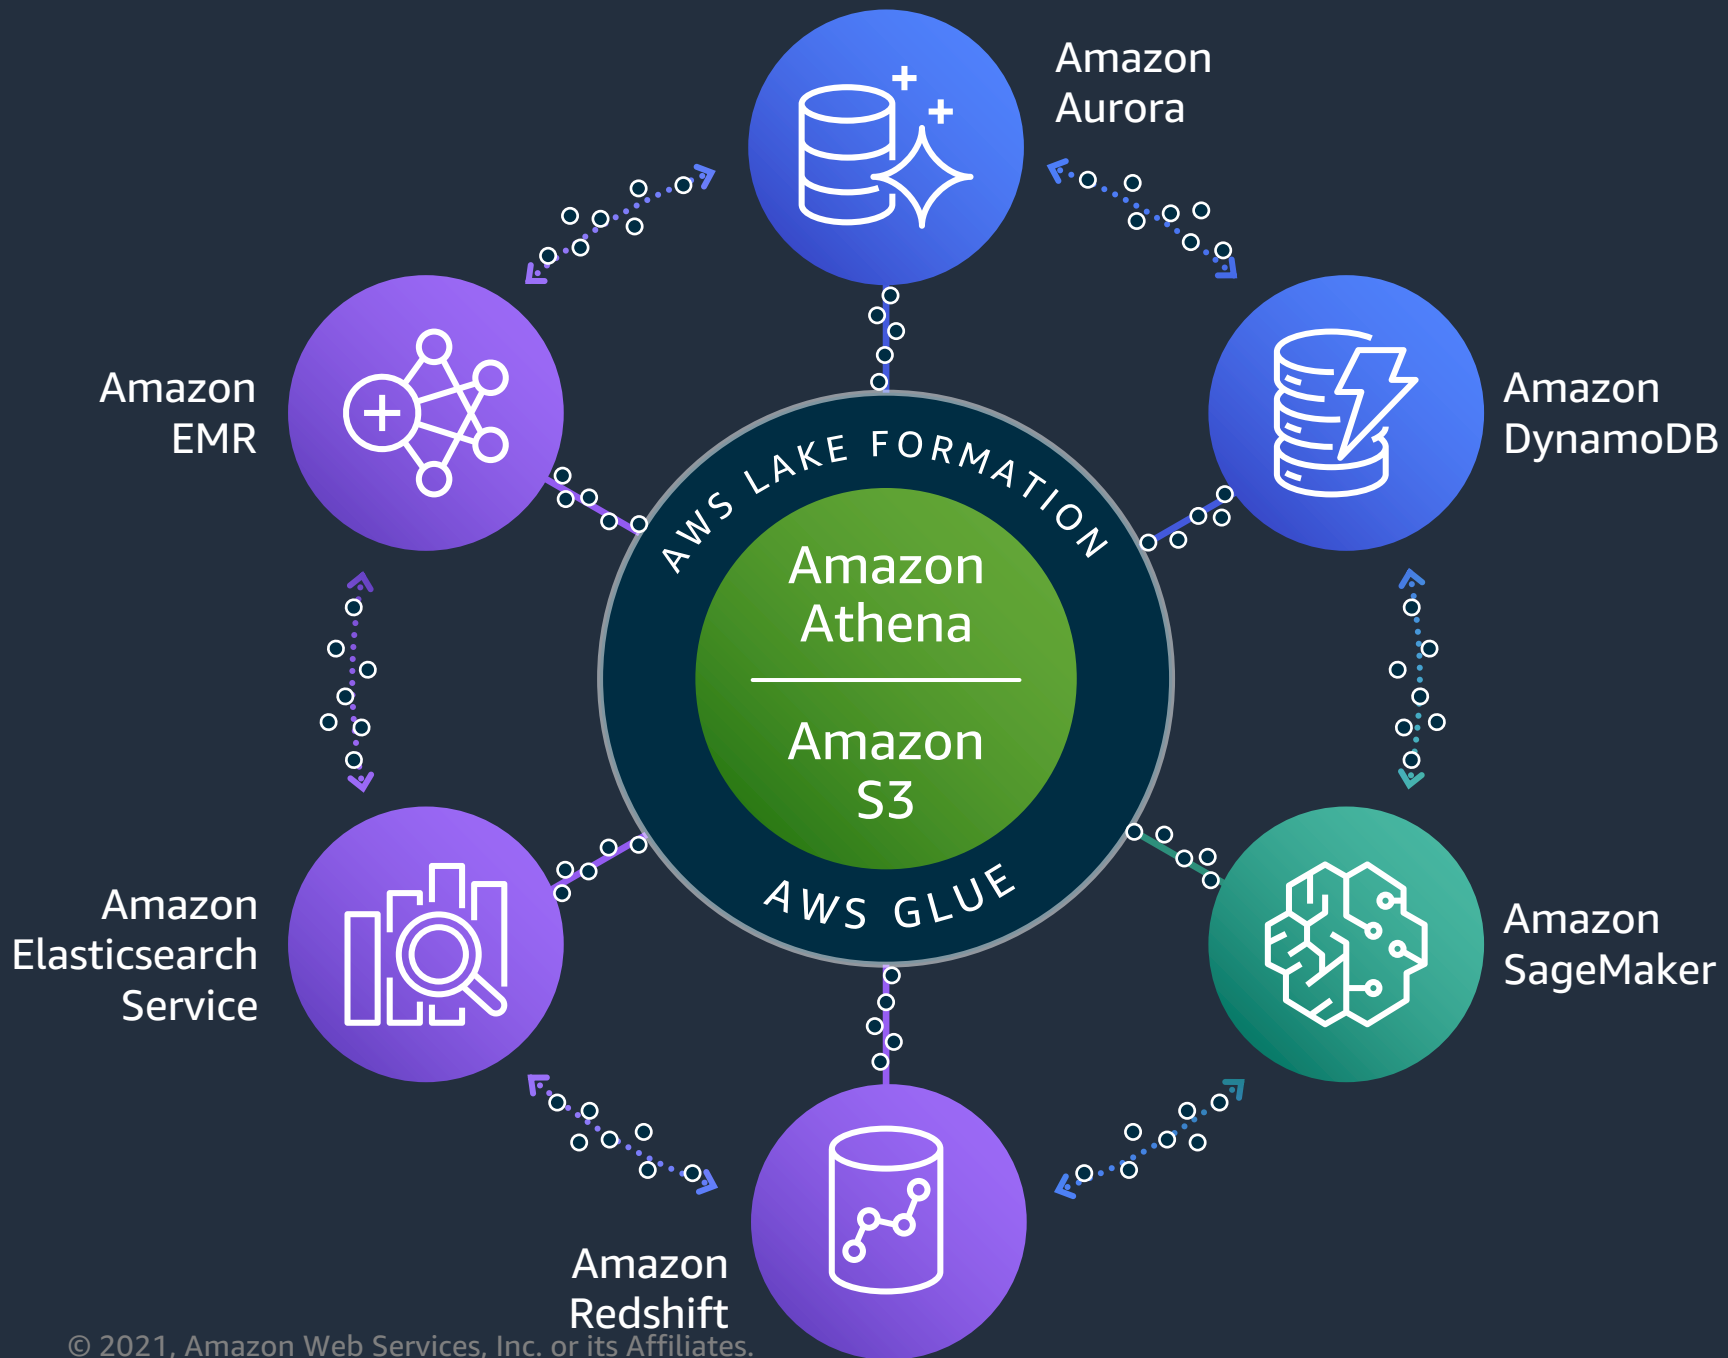 Amazon
Aurora
Amazon
EMR
Amazon
DynamoDB
AWS LAKE FORMATION
Amazon
Athena
Amazon
S3
AWS GLUE
Amazon
Elasticsearch
Service
Amazon
SageMaker
Amazon
Redshift
© 2021, Amazon Web Services, Inc. or its Affiliates.